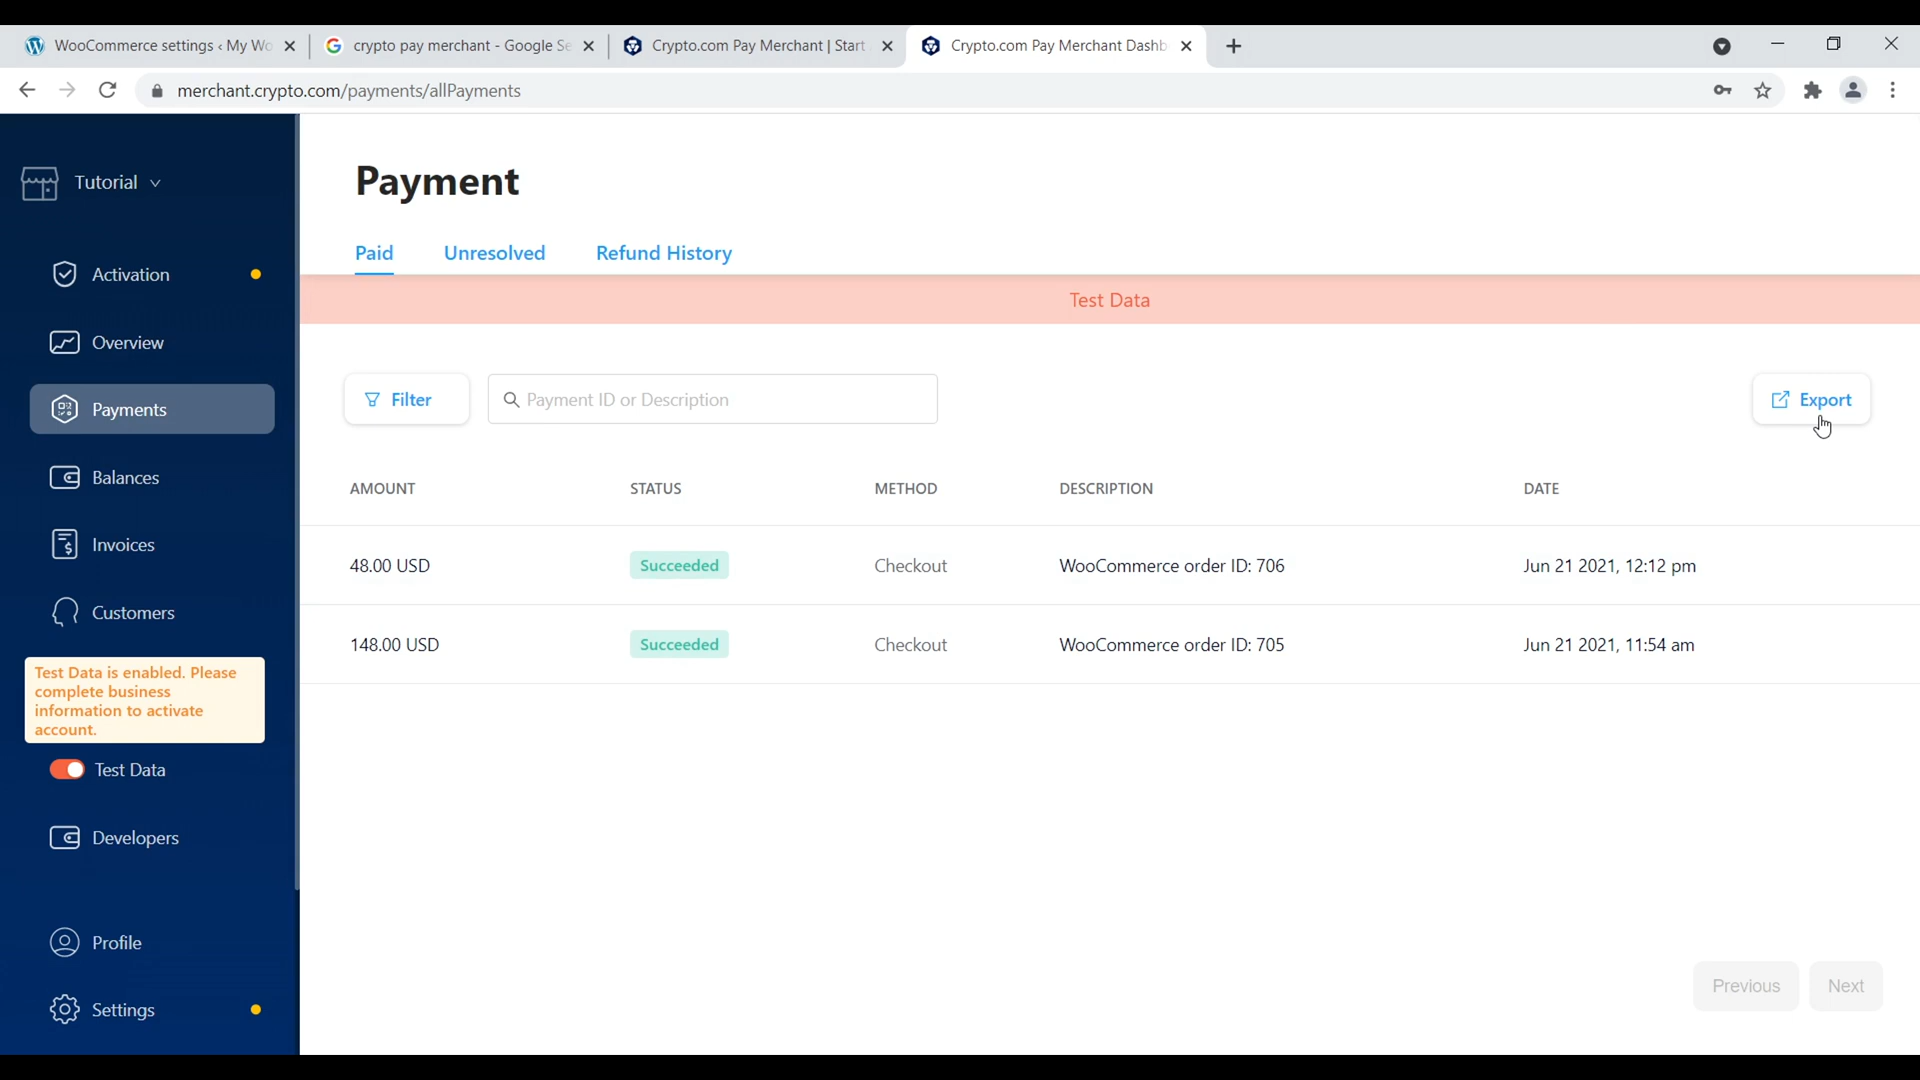 WooCommerce settings ‹ My Wo
crypto pay merchant - Google Se
Crypto.com Pay Merchant | Start
Crypto.com Pay Merchant Dashb
merchant.crypto.com/payments/allPayments
Tutorial
Activation
Overview
Payments
Balances
Invoices
Customers
Test Data is enabled. Please
complete business
information to activate
account.
Test Data
Developers
Profile
Settings
Payment
Paid Unresolved Refund History
Test Data
Filter Payment ID or Description Export
AMOUNT STATUS METHOD DESCRIPTION DATE
48.00 USD Succeeded Checkout WooCommerce order ID: 706 Jun 21 2021, 12:12 pm
148.00 USD Succeeded Checkout WooCommerce order ID: 705 Jun 21 2021, 11:54 am
Previous Next